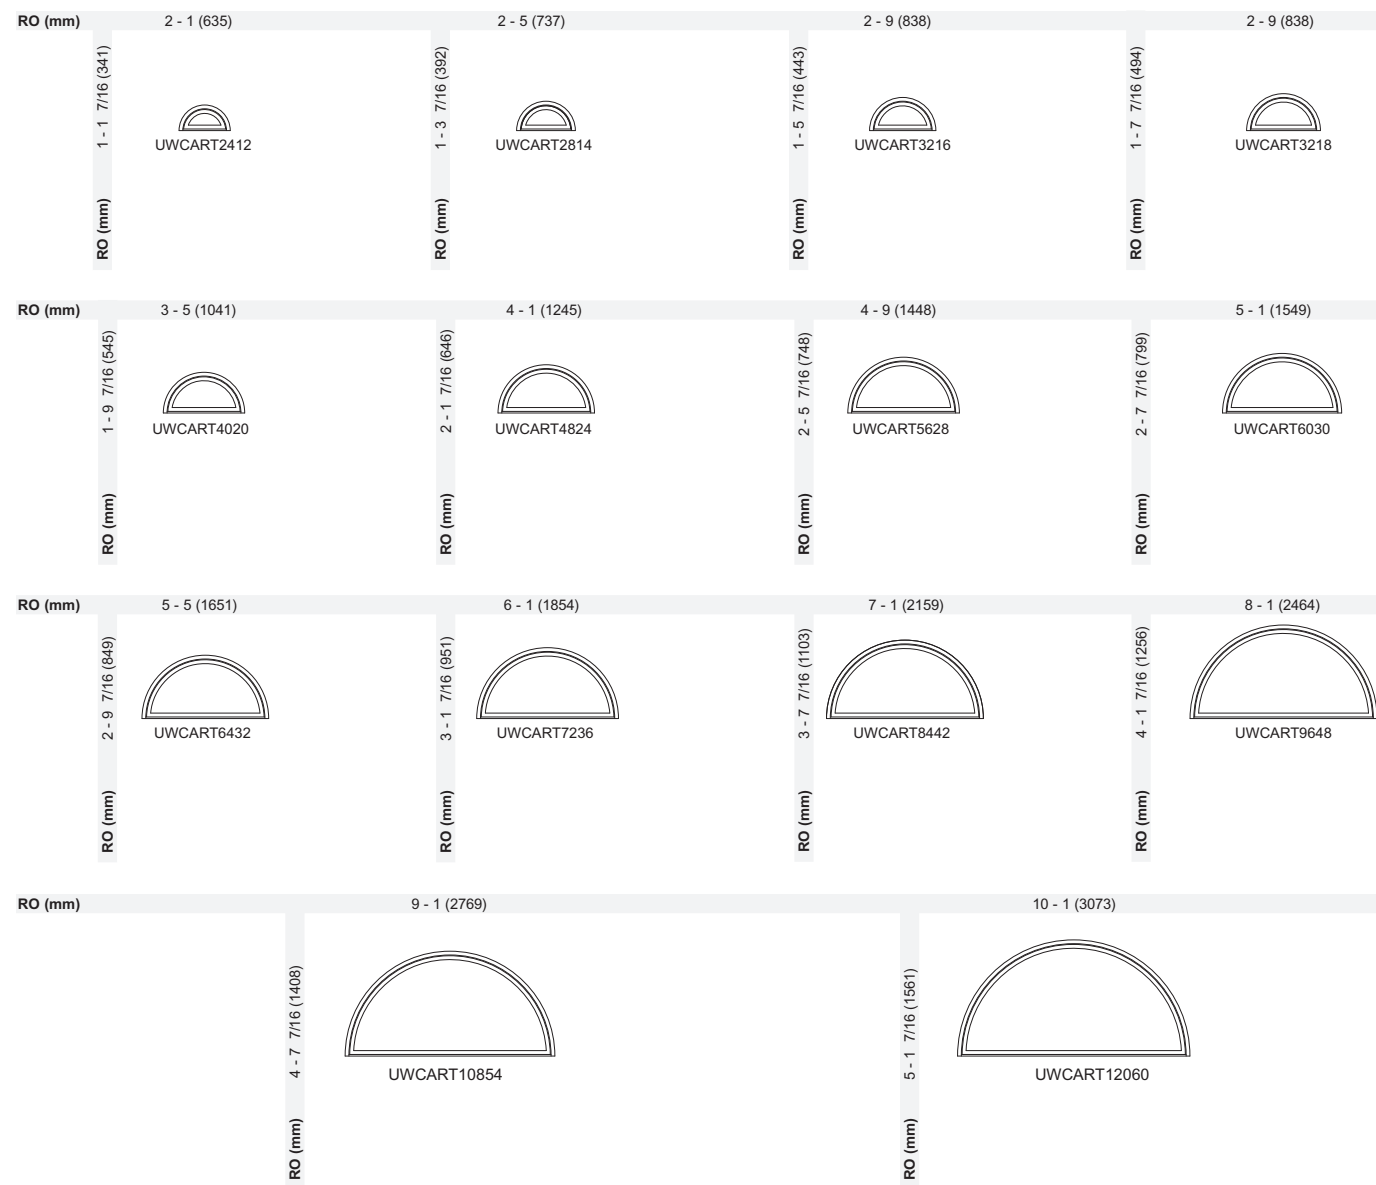 RO (mm) 2 - 1 (635) 2 - 5 (737) 2 - 9 (838) 2 - 9 (838)
1 - 1 7/16 (341) 1 - 3 7/16 (392) 1 - 5 7/16 (443) 1 - 7 7/16 (494)
UWCART2412 UWCART2814 UWCART3216 UWCART3218
RO (mm) RO (mm) RO (mm) RO (mm)
RO (mm) 3 - 5 (1041) 4 - 1 (1245) 4 - 9 (1448) 5 - 1 (1549)
1 - 9 7/16 (545) 2 - 1 7/16 (646) 2 - 5 7/16 (748) 2 - 7 7/16 (799)
UWCART4020 UWCART4824 UWCART5628 UWCART6030
RO (mm) RO (mm) RO (mm) RO (mm)
RO (mm) 5 - 5 (1651) 6 - 1 (1854) 7 - 1 (2159) 8 - 1 (2464)
2 - 9 7/16 (849) 3 - 1 7/16 (951) 3 - 7 7/16 (1103) 4 - 1 7/16 (1256)
UWCART6432 UWCART7236 UWCART8442 UWCART9648
RO (mm) RO (mm) RO (mm) RO (mm)
RO (mm) 9 - 1 (2769) 10 - 1 (3073)
4 - 7 7/16 (1408) 5 - 1 7/16 (1561)
UWCART10854 UWCART12060
RO (mm) RO (mm)